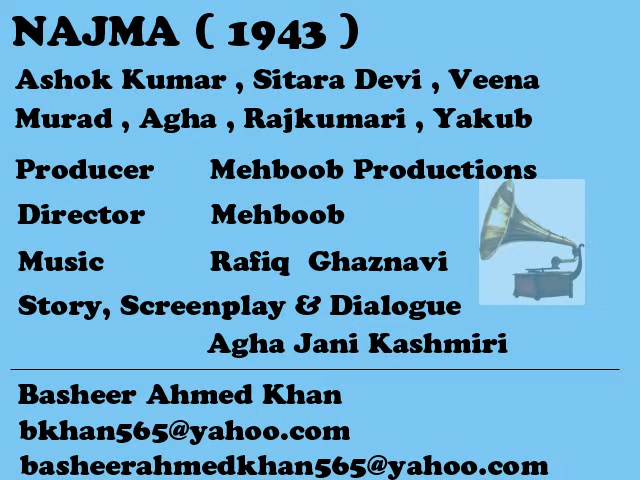 NAJMA ( 1943 )
Ashok Kumar , Sitara Devi , Veena
Murad , Agha , Rajkumari , Yakub
Producer Mehboob Productions
Director Mehboob
Music Rafiq Ghaznavi
Story, Screenplay & Dialogue
Agha Jani Kashmiri
Basheer Ahmed Khan
bkhan565@yahoo.com
basheerahmedkhan565@yahoo.com